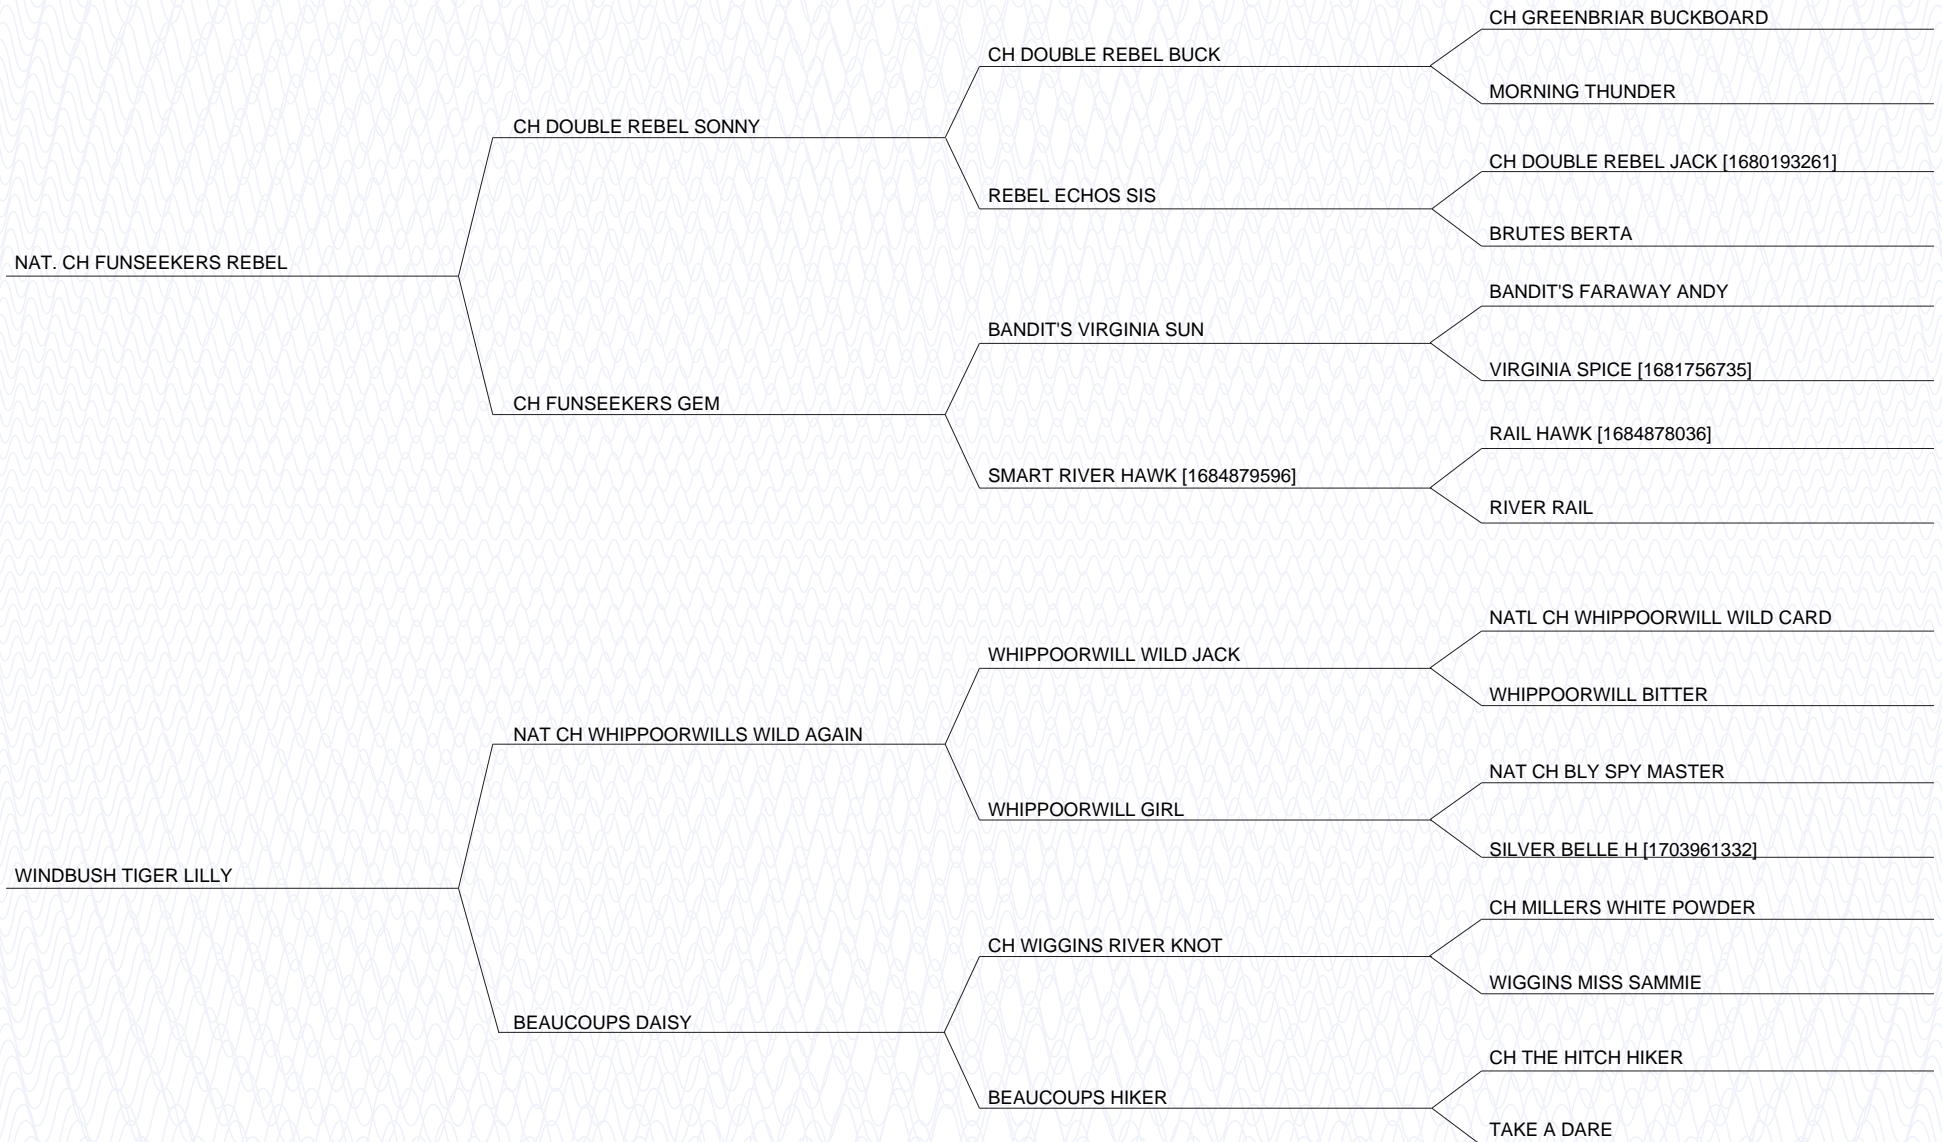 CH GREENBRIAR BUCKBOARD
CH DOUBLE REBEL BUCK
MORNING THUNDER
CH DOUBLE REBEL SONNY
CH DOUBLE REBEL JACK [1680193261]
REBEL ECHOS SIS
BRUTES BERTA
NAT. CH FUNSEEKERS REBEL
BANDIT'S FARAWAY ANDY
BANDIT'S VIRGINIA SUN
VIRGINIA SPICE [1681756735]
CH FUNSEEKERS GEM
RAIL HAWK [1684878036]
SMART RIVER HAWK [1684879596]
RIVER RAIL
NATL CH WHIPPOORWILL WILD CARD
WHIPPOORWILL WILD JACK
WHIPPOORWILL BITTER
NAT CH WHIPPOORWILLS WILD AGAIN
NAT CH BLY SPY MASTER
WHIPPOORWILL GIRL
SILVER BELLE H [1703961332]
WINDBUSH TIGER LILLY
CH MILLERS WHITE POWDER
CH WIGGINS RIVER KNOT
WIGGINS MISS SAMMIE
BEAUCOUPS DAISY
CH THE HITCH HIKER
BEAUCOUPS HIKER
TAKE A DARE